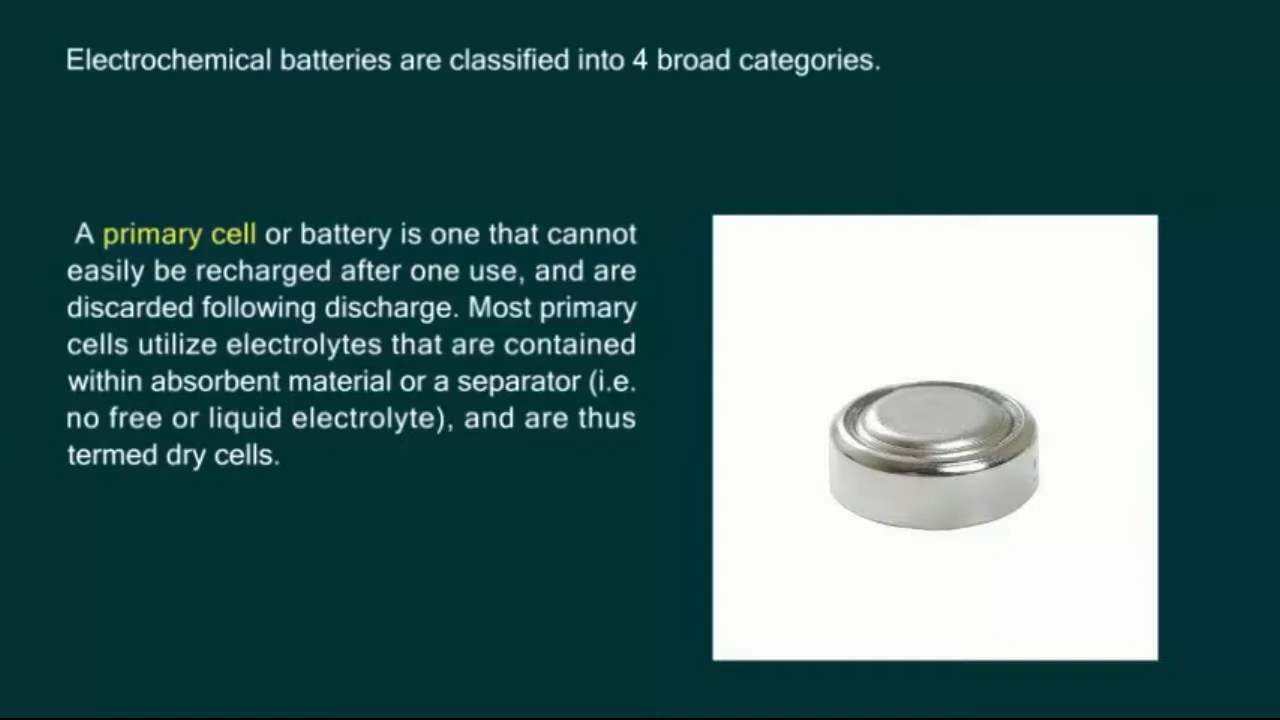 Electrochemical batteries are classified into 4 broad categories.
A primary cell or battery is one that cannot
easily be recharged after one use, and are
discarded following discharge. Most primary
cells utilize electrolytes that are contained
within absorbent material or a separator (i.e.
no free or liquid electrolyte), and are thus
termed dry cells.